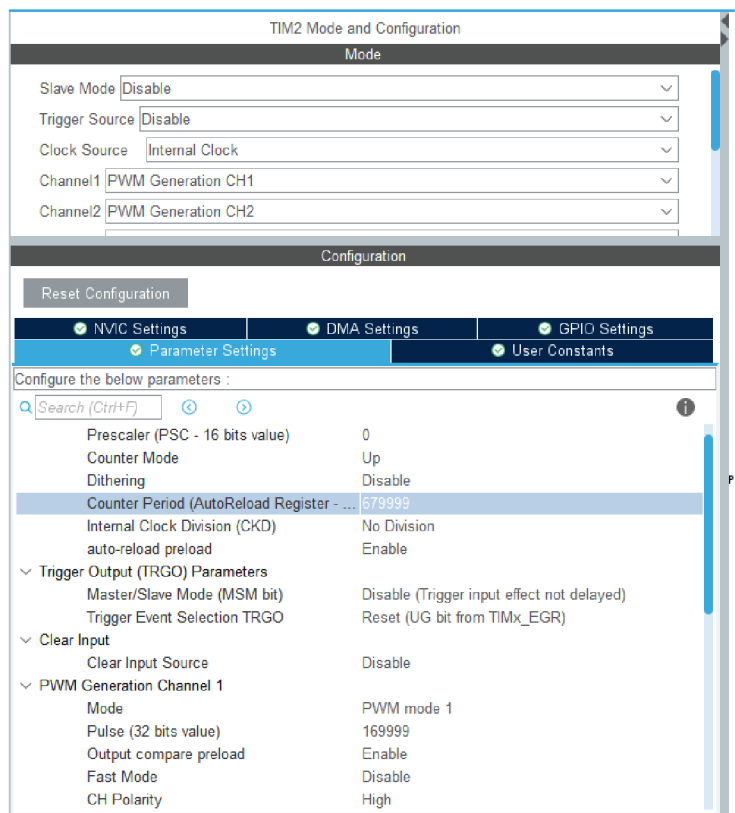 TIM2 Mode and Configuration
Mode
Slave Mode Disable
Trigger Source Disable
Clock Source Internal Clock
Channel1 PWM Generation CH1
Channel2 PWM Generation CH2
Configuration
Reset Configuration
NVIC Settings DMA Settings GPIO Settings
Parameter Settings User Constants
Configure the below parameters :
Search (Ctrl+F)
Prescaler (PSC - 16 bits value) 0
Counter Mode Up
Dithering Disable
Counter Period (AutoReload Register - ... 679999
Internal Clock Division (CKD) No Division
auto-reload preload Enable
Trigger Output (TRGO) Parameters
Master/Slave Mode (MSM bit) Disable (Trigger input effect not delayed)
Trigger Event Selection TRGO Reset (UG bit from TIMx_EGR)
Clear Input
Clear Input Source Disable
PWM Generation Channel 1
Mode PWM mode 1
Pulse (32 bits value) 169999
Output compare preload Enable
Fast Mode Disable
CH Polarity High
P